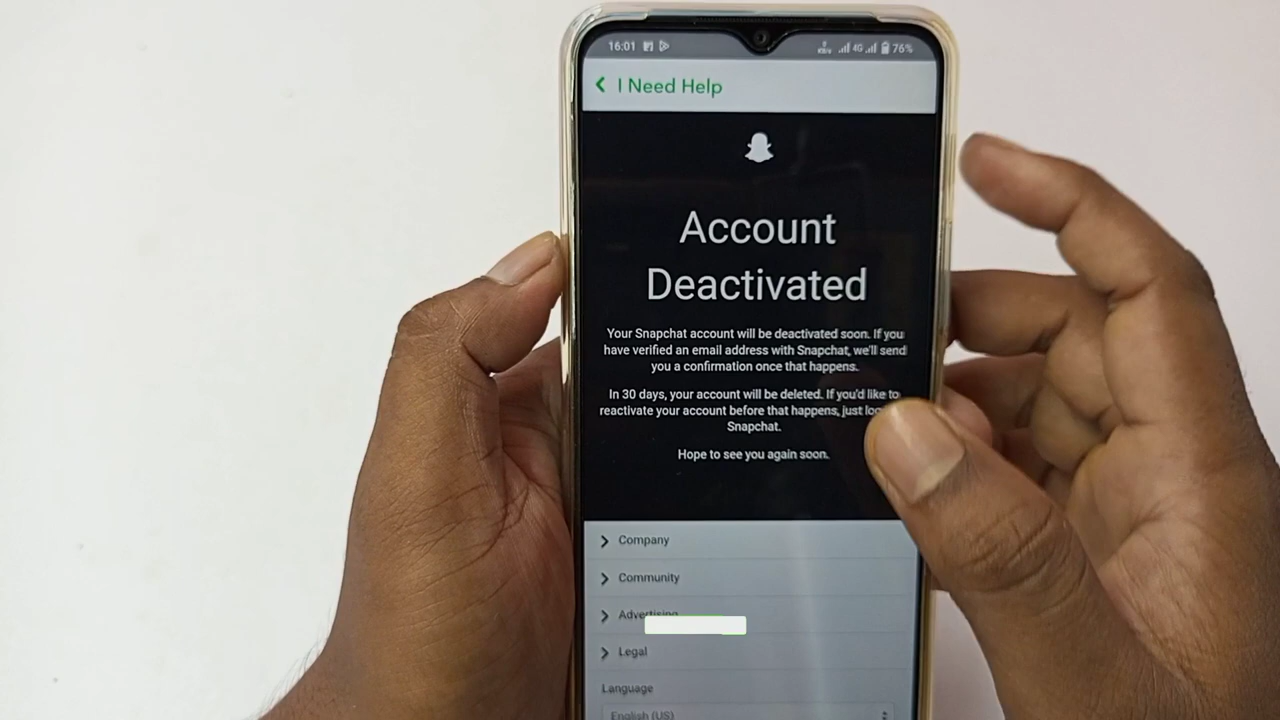 16:01 4G 76%
I Need Help
Account
Deactivated
Your Snapchat account will be deactivated soon. If you
have verified an email address with Snapchat, we'll send
you a confirmation once that happens.
In 30 days, your account will be deleted. If you'd like to
reactivate your account before that happens, just
Snapchat.
Hope to see you again soon.
Company
Community
Advertising
Legal
Language
English (US)